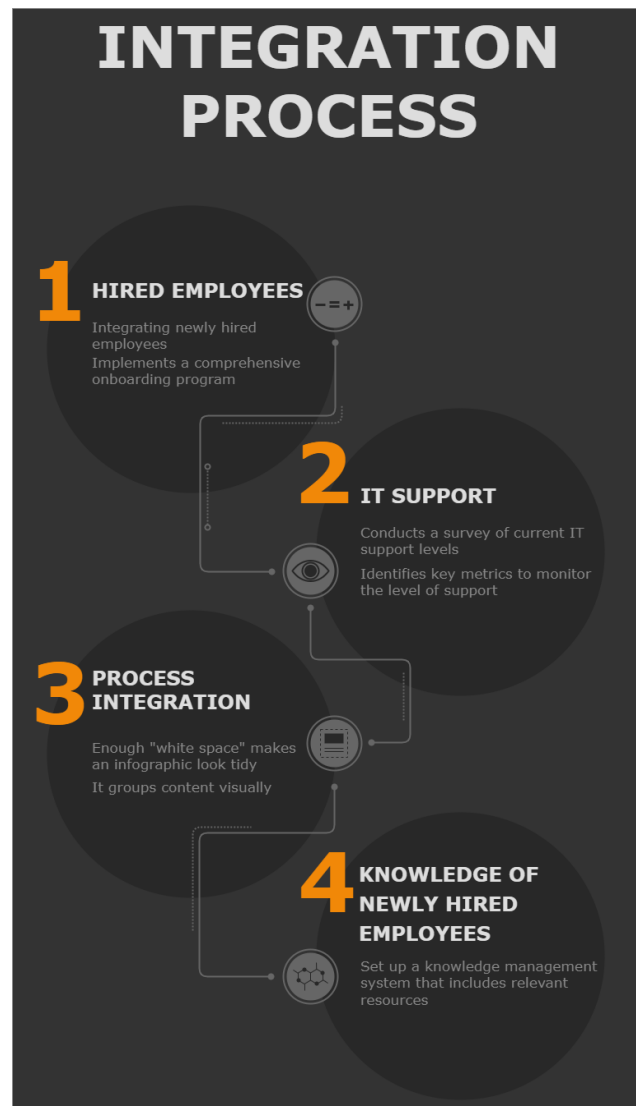 INTEGRATION
PROCESS
1
HIRED EMPLOYEES
Integrating newly hired
employees
Implements a comprehensive
onboarding program
2
IT SUPPORT
Conducts a survey of current IT
support levels
Identifies key metrics to monitor
the level of support
3
PROCESS
INTEGRATION
Enough "white space" makes
an infographic look tidy
It groups content visually
4
KNOWLEDGE OF
NEWLY HIRED
EMPLOYEES
Set up a knowledge management
system that includes relevant
resources